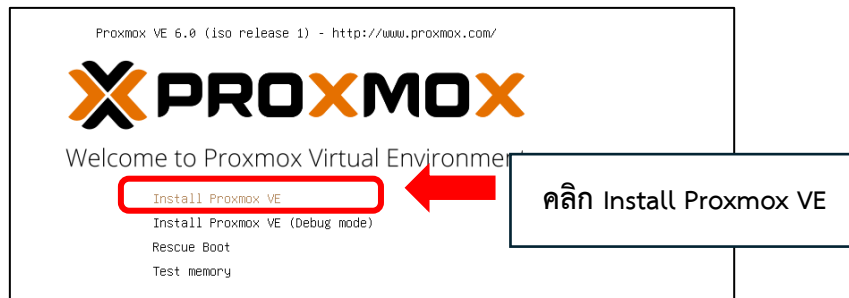 Proxmox VE 6.0 (iso release 1) - http://www.proxmox.com/
PROXMOX
Welcome to Proxmox Virtual Environment
Install Proxmox VE
คลิก Install Proxmox VE
Install Proxmox VE (Debug mode)
Rescue Boot
Test memory